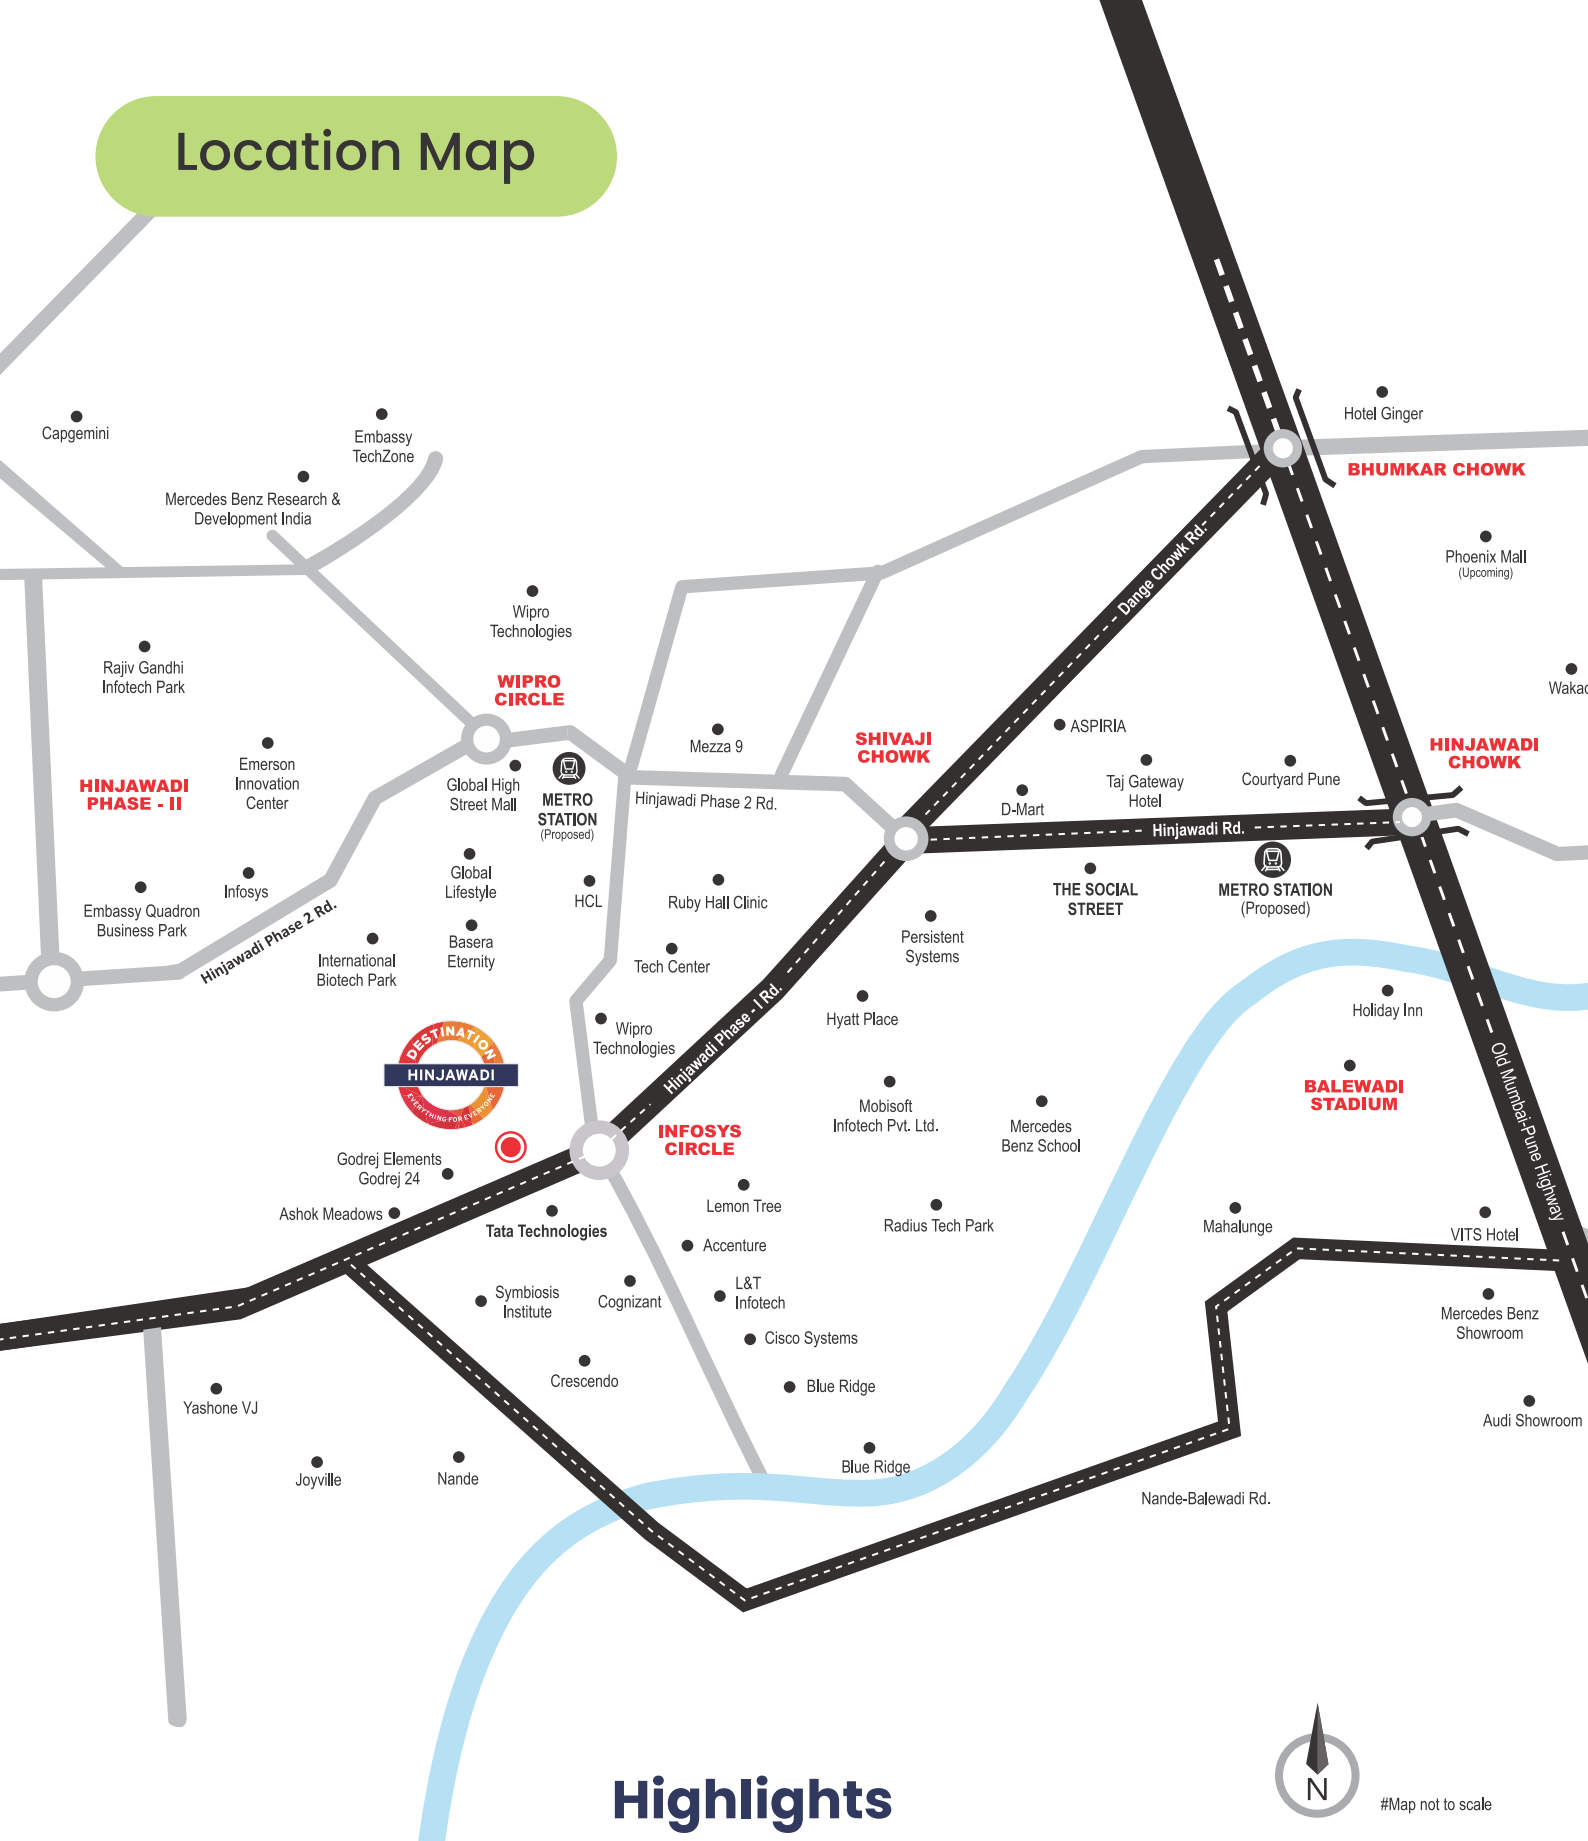 Location Map
Capgemini
Embassy
TechZone
Mercedes Benz Research &
Development India
Hotel Ginger
BHUMKAR CHOWK
Phoenix Mall
(Upcoming)
Dange Chowk Rd.
Wipro
Technologies
Rajiv Gandhi
Infotech Park
WIPRO
CIRCLE
Mezza 9
SHIVAJI
CHOWK
ASPIRIA
HINJAWADI
CHOWK
Emerson
Innovation
Center
HINJAWADI
PHASE - II
Global High
Street Mall
METRO
STATION
(Proposed)
Hinjawadi Phase 2 Rd.
D-Mart
Taj Gateway
Hotel
Courtyard Pune
Hinjawadi Rd.
Global
Lifestyle
HCL
Ruby Hall Clinic
THE SOCIAL
STREET
METRO STATION
(Proposed)
Infosys
Embassy Quadron
Business Park
Hinjawadi Phase 2 Rd.
Basera
Eternity
International
Biotech Park
Tech Center
Persistent
Systems
Hinjawadi Phase - I Rd.
Hyatt Place
Holiday Inn
Old Mumbai-Pune Highway
DESTINATION
HINJAWADI
EVERYTHING FOR EVERYONE
Wipro
Technologies
Mobisoft
Infotech Pvt. Ltd.
Mercedes
Benz School
BALEWADI
STADIUM
INFOSYS
CIRCLE
Godrej Elements
Godrej 24
Ashok Meadows
Tata Technologies
Lemon Tree
Radius Tech Park
Mahalunge
VITS Hotel
Accenture
Symbiosis
Institute
Cognizant
L&T
Infotech
Cisco Systems
Mercedes Benz
Showroom
Crescendo
Blue Ridge
Yashone VJ
Audi Showroom
Joyville
Nande
Blue Ridge
Nande-Balewadi Rd.
Highlights
N
#Map not to scale